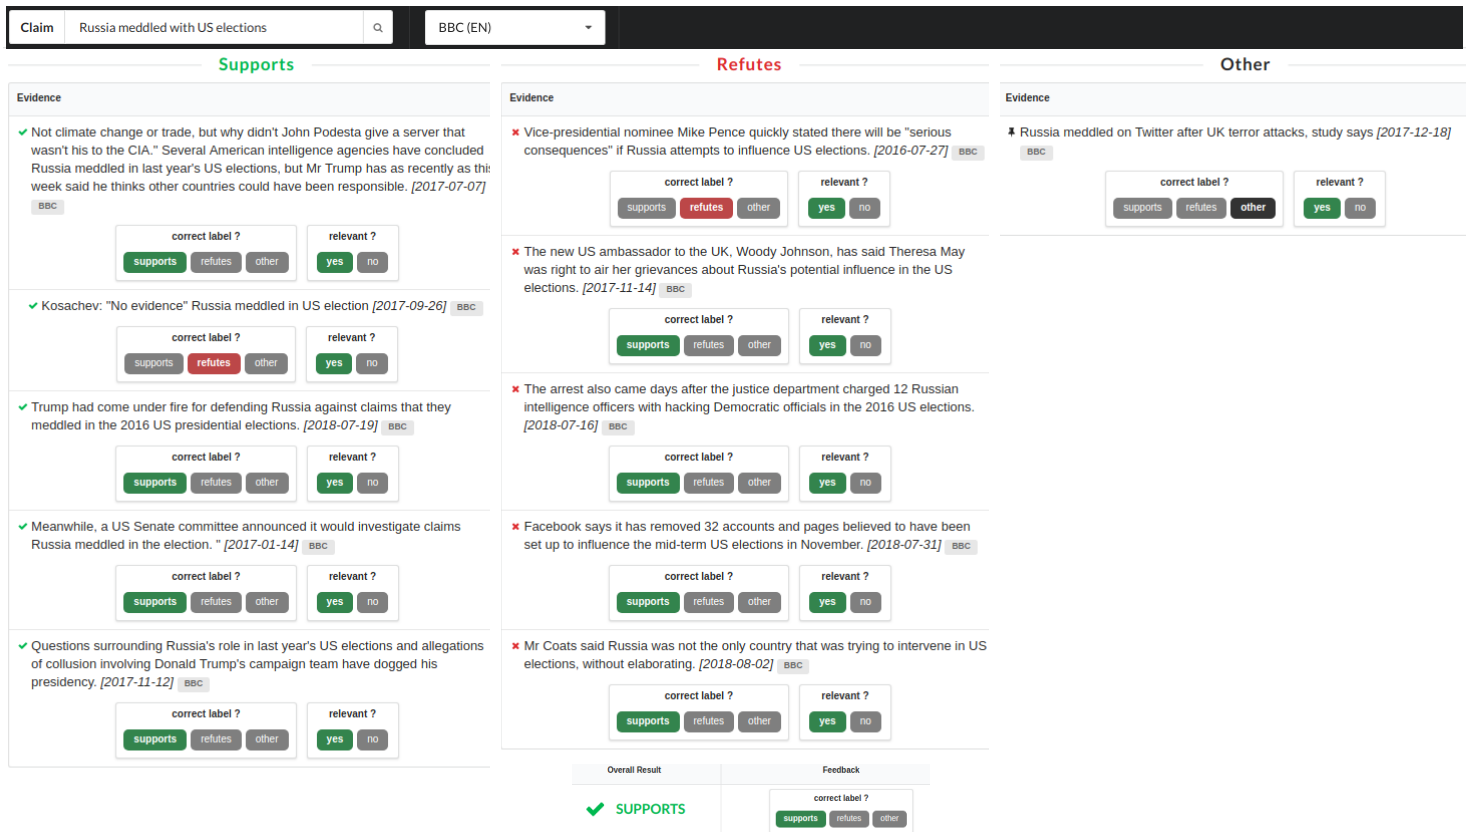 Claim Russia meddled with US elections BBC (EN)
Supports
Evidence
Not climate change or trade, but why didn't John Podesta give a server that
wasn't his to the CIA." Several American intelligence agencies have concluded
Russia meddled in last year's US elections, but Mr Trump has as recently as this
week said he thinks other countries could have been responsible. [2017-07-07]
BBC
correct label ? relevant ?
supports refutes other yes no
Kosachev: "No evidence" Russia meddled in US election [2017-09-26] BBC
correct label ? relevant ?
supports refutes other yes no
Trump had come under fire for defending Russia against claims that they
meddled in the 2016 US presidential elections. [2018-07-19] BBC
correct label ? relevant ?
supports refutes other yes no
Meanwhile, a US Senate committee announced it would investigate claims
Russia meddled in the election. " [2017-01-14] BBC
correct label ? relevant ?
supports refutes other yes no
Questions surrounding Russia's role in last year's US elections and allegations
of collusion involving Donald Trump's campaign team have dogged his
presidency. [2017-11-12] BBC
correct label ? relevant ?
supports refutes other yes no
Refutes
Evidence
Vice-presidential nominee Mike Pence quickly stated there will be "serious
consequences" if Russia attempts to influence US elections. [2016-07-27] BBC
correct label ? relevant ?
supports refutes other yes no
The new US ambassador to the UK, Woody Johnson, has said Theresa May
was right to air her grievances about Russia's potential influence in the US
elections. [2017-11-14] BBC
correct label ? relevant ?
supports refutes other yes no
The arrest also came days after the justice department charged 12 Russian
intelligence officers with hacking Democratic officials in the 2016 US elections.
[2018-07-16] BBC
correct label ? relevant ?
supports refutes other yes no
Facebook says it has removed 32 accounts and pages believed to have been
set up to influence the mid-term US elections in November. [2018-07-31] BBC
correct label ? relevant ?
supports refutes other yes no
Mr Coats said Russia was not the only country that was trying to intervene in US
elections, without elaborating. [2018-08-02] BBC
correct label ? relevant ?
supports refutes other yes no
Other
Evidence
Russia meddled on Twitter after UK terror attacks, study says [2017-12-18]
BBC
correct label ? relevant ?
supports refutes other yes no
Overall Result Feedback
SUPPORTS
correct label ?
supports refutes other